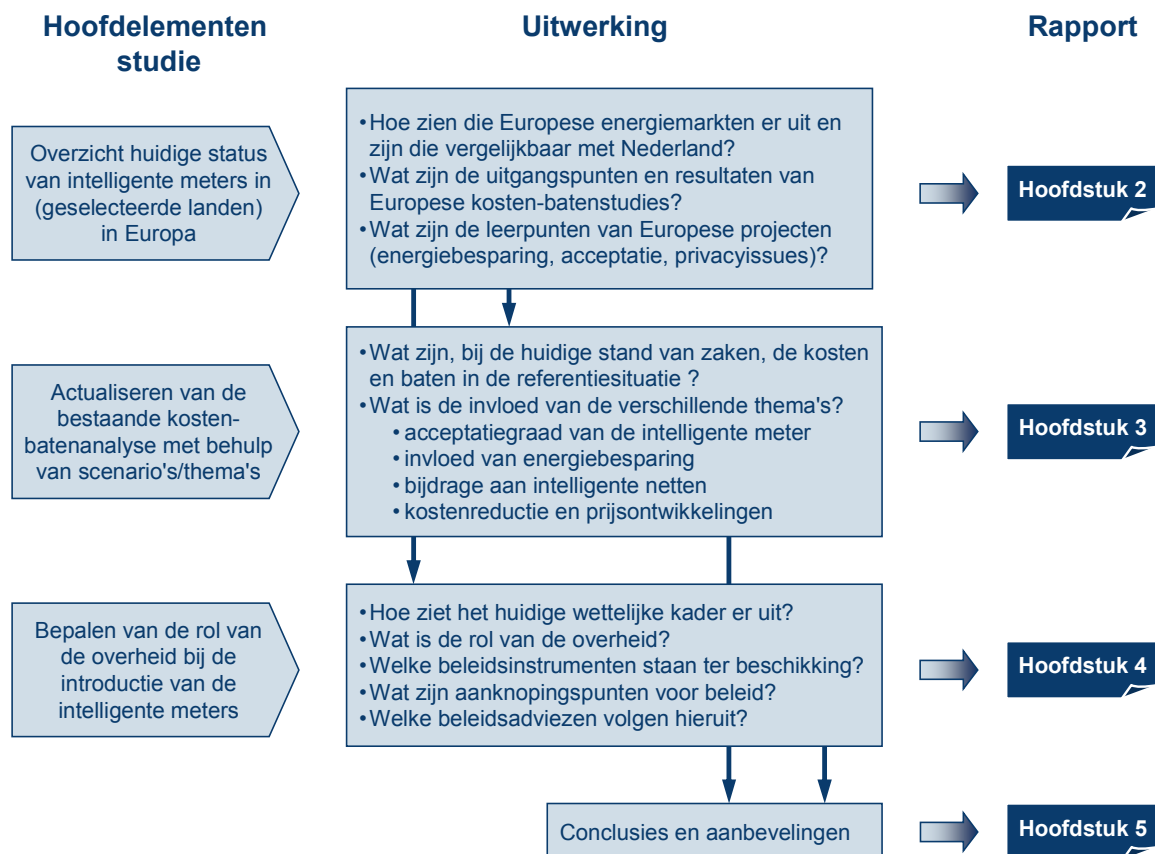 Hoofdelementen
studie
Uitwerking
Rapport
Overzicht huidige status
van intelligente meters in
(geselecteerde landen)
in Europa
•Hoe zien die Europese energiemarkten er uit en
zijn die vergelijkbaar met Nederland?
•Wat zijn de uitgangspunten en resultaten van
Europese kosten-batenstudies?
•Wat zijn de leerpunten van Europese projecten
(energiebesparing, acceptatie, privacyissues)?
Hoofdstuk 2
Actualiseren van de
bestaande kosten-
batenanalyse met behulp
van scenario's/thema's
•Wat zijn, bij de huidige stand van zaken, de kosten
en baten in de referentiesituatie ?
•Wat is de invloed van de verschillende thema's?
•acceptatiegraad van de intelligente meter
•invloed van energiebesparing
•bijdrage aan intelligente netten
•kostenreductie en prijsontwikkelingen
Hoofdstuk 3
Bepalen van de rol van
de overheid bij de
introductie van de
intelligente meters
•Hoe ziet het huidige wettelijke kader er uit?
•Wat is de rol van de overheid?
•Welke beleidsinstrumenten staan ter beschikking?
•Wat zijn aanknopingspunten voor beleid?
•Welke beleidsadviezen volgen hieruit?
Hoofdstuk 4
Conclusies en aanbevelingen
Hoofdstuk 5